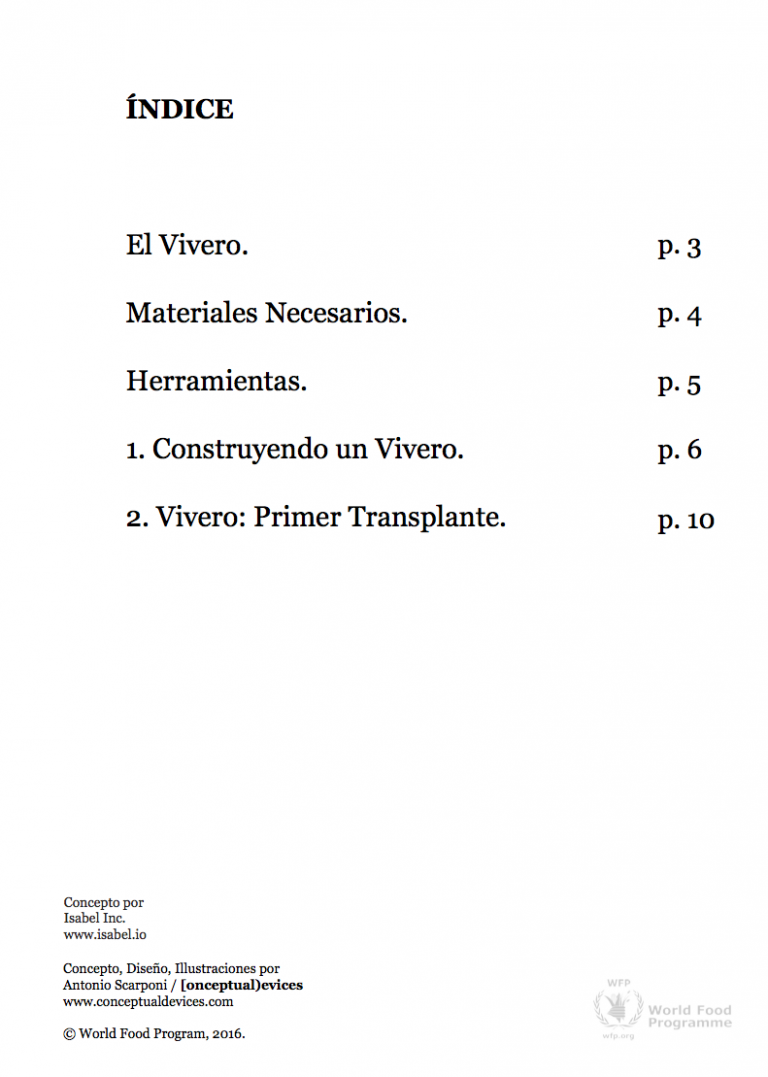 ÍNDICE
El Vivero. p. 3
Materiales Necesarios. p. 4
Herramientas. p. 5
1. Construyendo un Vivero. p. 6
2. Vivero: Primer Transplante. p. 10
Concepto por
Isabel Inc.
www.isabel.io
Concepto, Diseño, Illustraciones por
Antonio Scarponi / [onceptual)evices
www.conceptualdevices.com
© World Food Program, 2016.
WFP
World Food
Programme
wfp.org